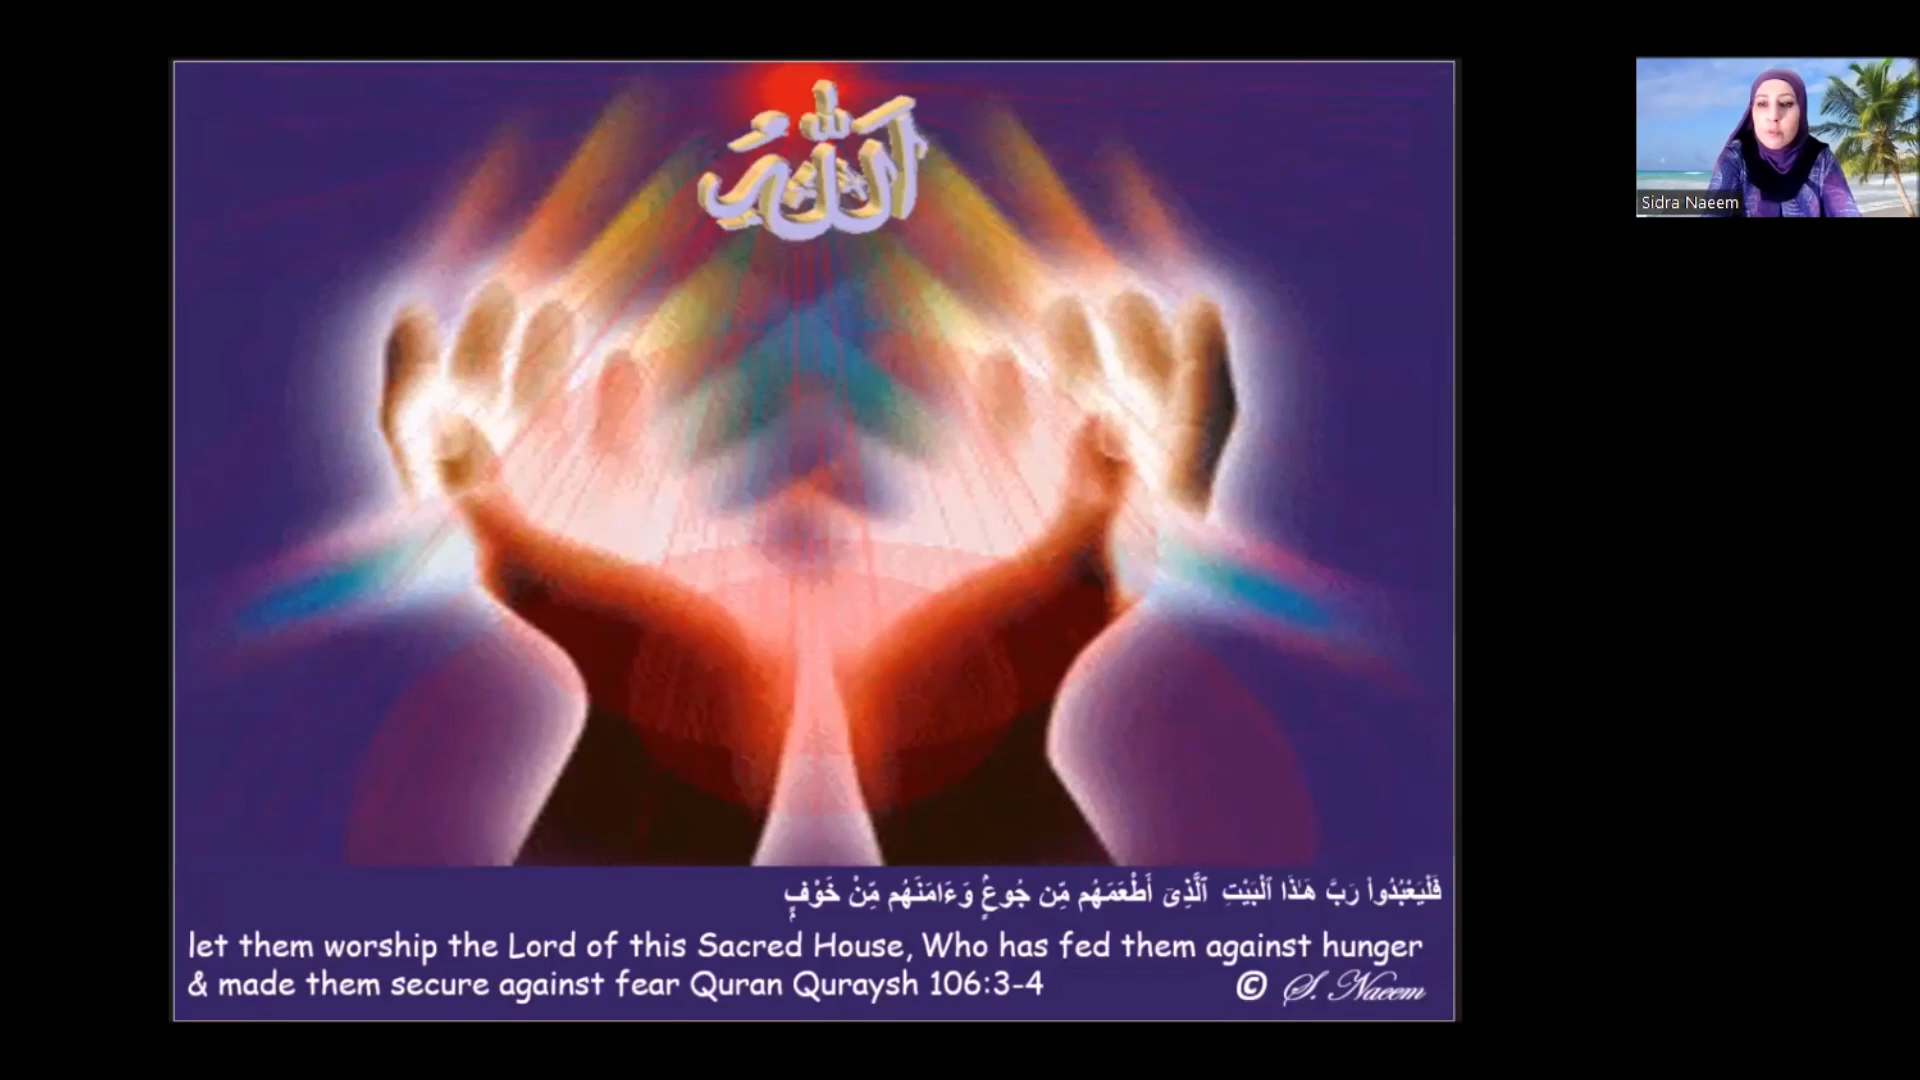 اللهُ
Sidra Naeem
فَلْيَعْبُدُواْ رَبَّ هَـٰذَا ٱلْبَيْتِ ٱلَّذِىٓ أَطْعَمَهُم مِّن جُوعٍۢ وَءَامَنَهُم مِّنْ خَوْفٍۭ
let them worship the Lord of this Sacred House, Who has fed them against hunger
& made them secure against fear Quran Quraysh 106:3-4
© S. Naeem